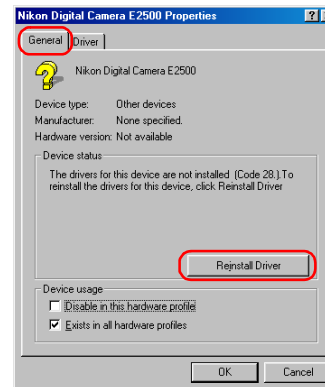 Nikon Digital Camera E2500 Properties
General Driver
Nikon Digital Camera E2500
Device type: Other devices
Manufacturer: None specified.
Hardware version: Not available
Device status
The drivers for this device are not installed (Code 28.).To
reinstall the drivers for this device, click Reinstall Driver
Reinstall Driver
Device usage
Disable in this hardware profile
Exists in all hardware profiles
OK Cancel